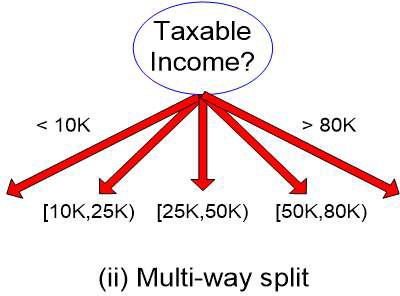 Taxable
Income?
< 10K
> 80K
[10K,25K)
[25K,50K)
[50K,80K)
(ii) Multi-way split